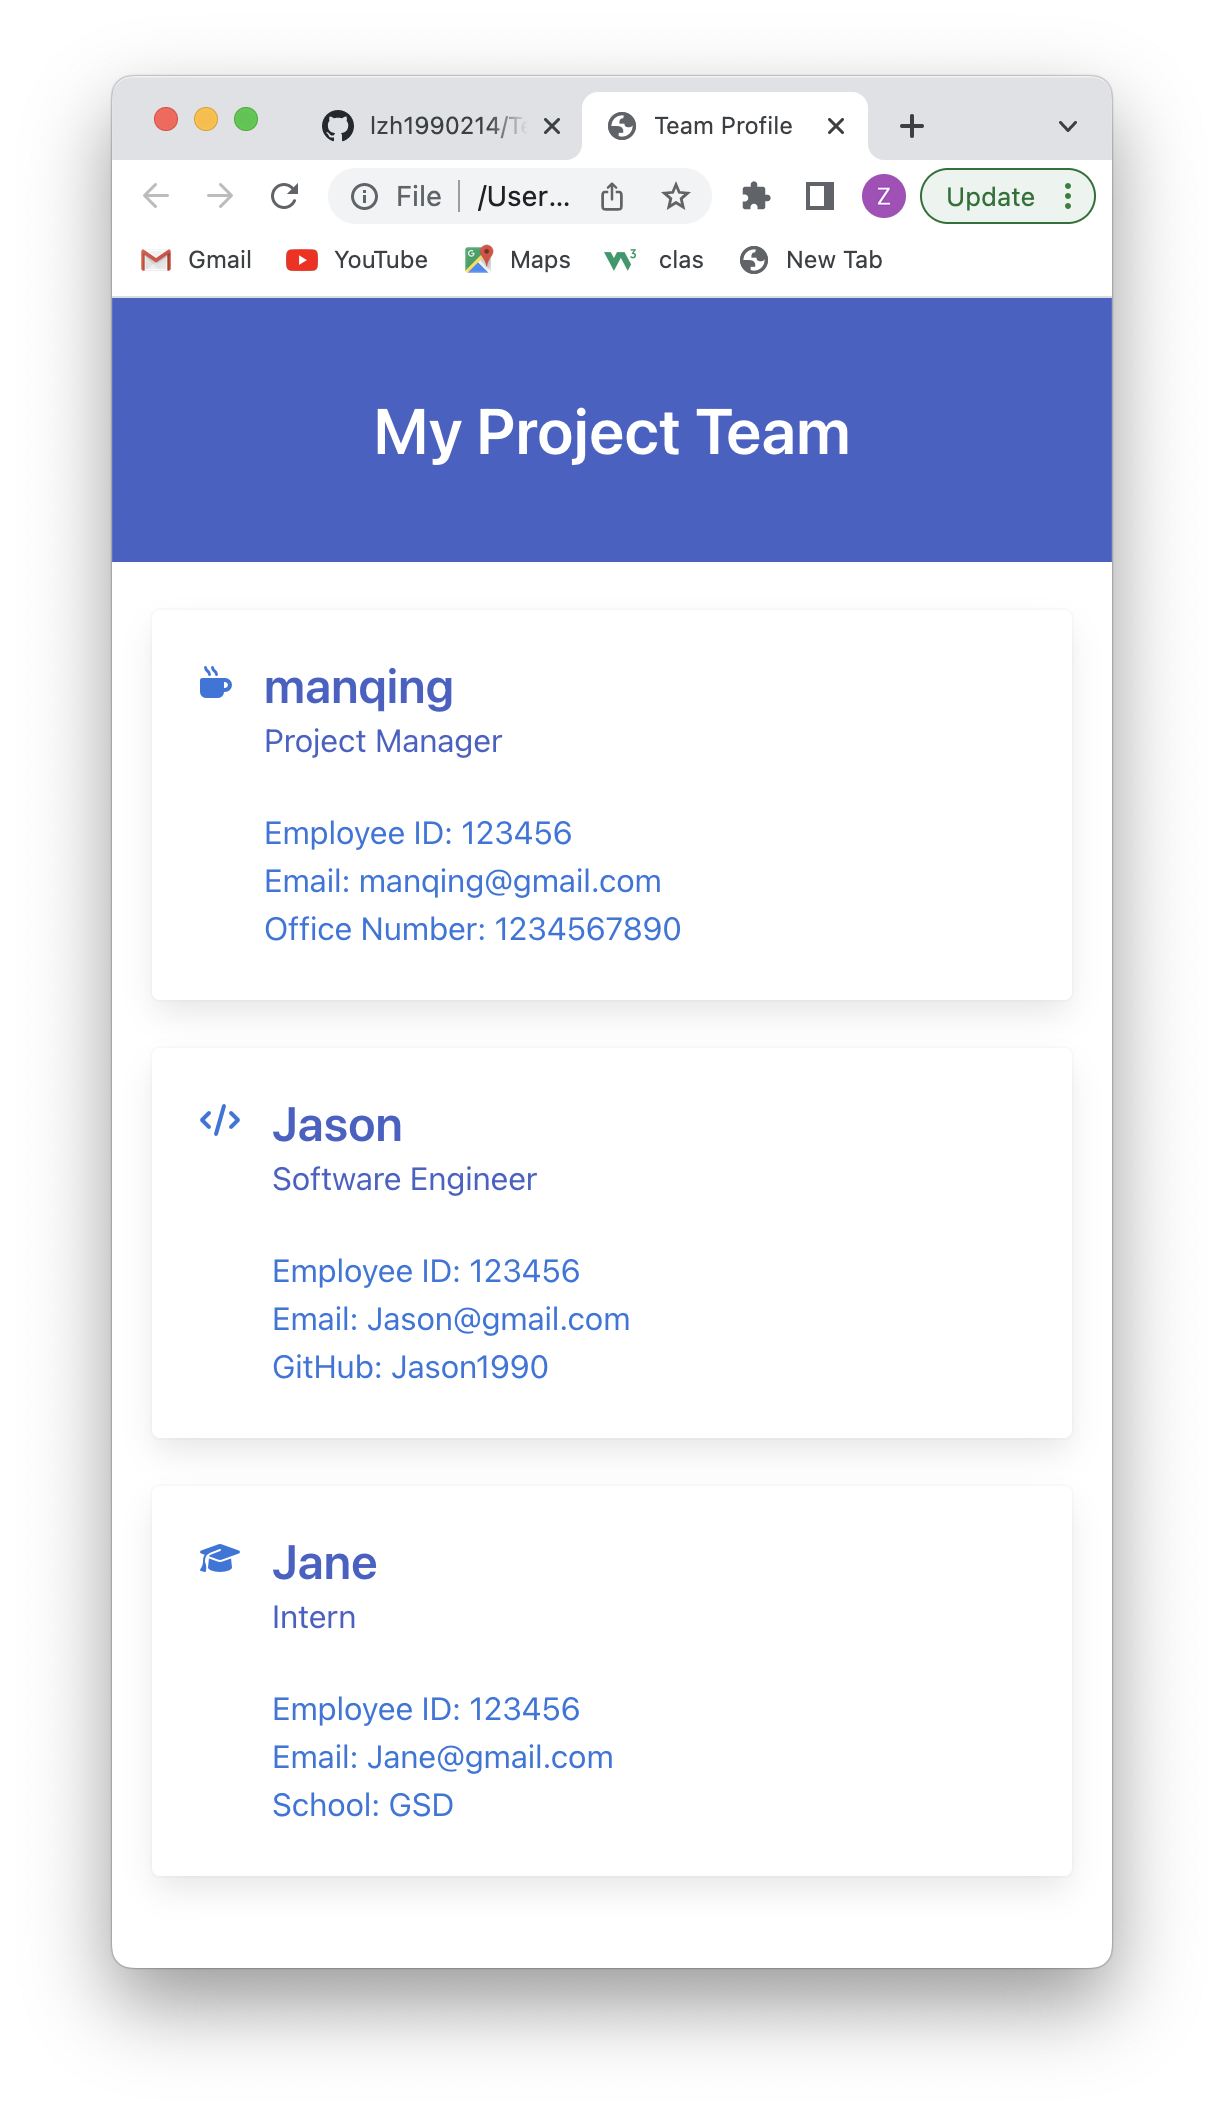 lzh1990214/Te
Team Profile
File
/User...
Z
Update
Gmail
YouTube
Maps
clas
New Tab
My Project Team
manqing
Project Manager
Employee ID: 123456
Email: manqing@gmail.com
Office Number: 1234567890
Jason
Software Engineer
Employee ID: 123456
Email: Jason@gmail.com
GitHub: Jason1990
Jane
Intern
Employee ID: 123456
Email: Jane@gmail.com
School: GSD